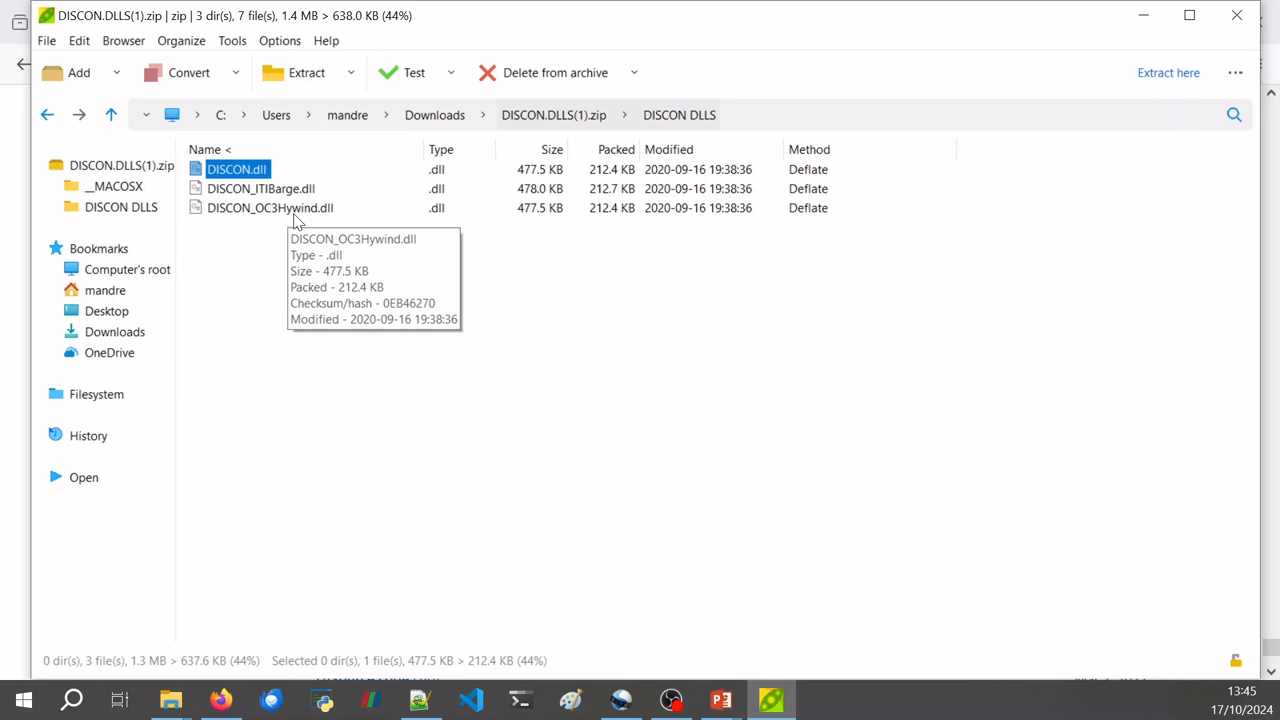 DISCON.DLLS(1).zip | zip | 3 dir(s), 7 file(s), 1.4 MB > 638.0 KB (44%)
File Edit Browser Organize Tools Options Help
Add Convert Extract Test Delete from archive Extract here
C: Users mandre Downloads DISCON.DLLS(1).zip DISCON DLLS
Name < Type Size Packed Modified Method
DISCON.DLLS(1).zip
__MACOSX
DISCON DLLS
Bookmarks
Computer's root
mandre
Desktop
Downloads
OneDrive
Filesystem
History
Open
DISCON.dll .dll 477.5 KB 212.4 KB 2020-09-16 19:38:36 Deflate
DISCON_ITIBarge.dll .dll 478.0 KB 212.7 KB 2020-09-16 19:38:36 Deflate
DISCON_OC3Hywind.dll .dll 477.5 KB 212.4 KB 2020-09-16 19:38:36 Deflate
DISCON_OC3Hywind.dll
Type - .dll
Size - 477.5 KB
Packed - 212.4 KB
Checksum/hash - 0EB46270
Modified - 2020-09-16 19:38:36
0 dir(s), 3 file(s), 1.3 MB > 637.6 KB (44%) Selected 0 dir(s), 1 file(s), 477.5 KB > 212.4 KB (44%)
13:45
17/10/2024